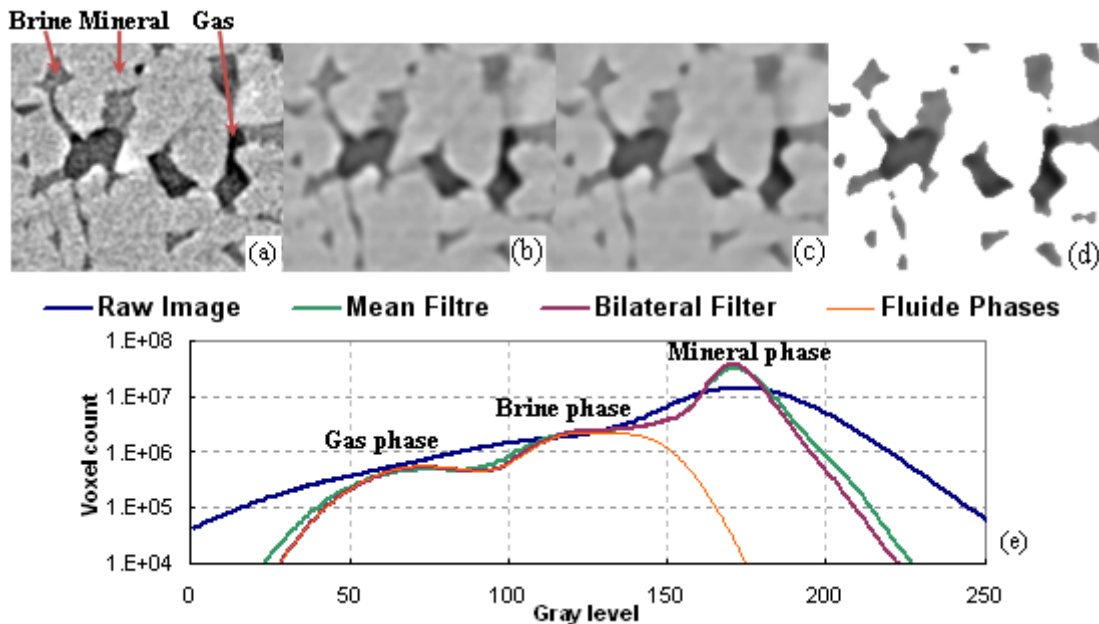 Brine Mineral Gas
(a) (b) (c) (d)
Raw Image Mean Filtre Bilateral Filter Fluide Phases
1.E+08
1.E+07
1.E+06
1.E+05
1.E+04
Voxel count
Mineral phase
Brine phase
Gas phase
(e)
0 50 100 150 200 250
Gray level